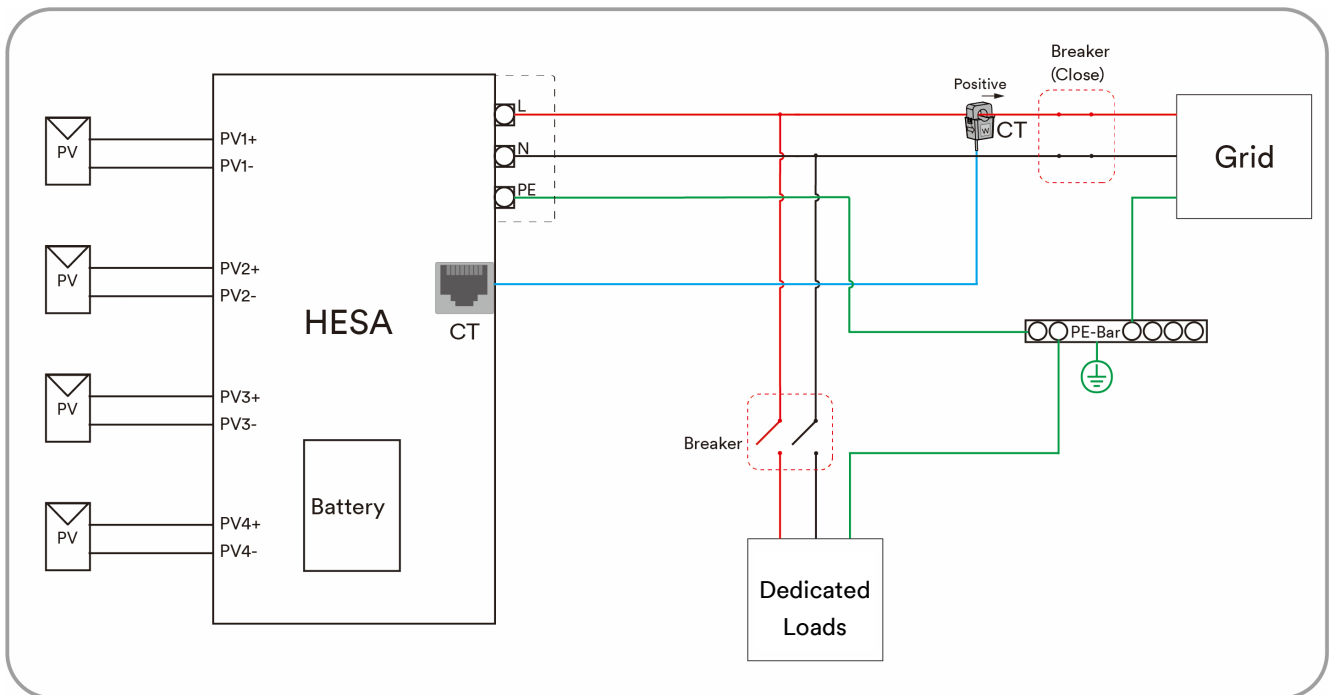 Breaker
(Close)
Positive
L
CT
W
N
PE
Grid
PV
PV1+
PV1-
PV
PV2+
PV2-
HESA
CT
PE-Bar
PV
PV3+
PV3-
Breaker
Battery
PV
PV4+
PV4-
Dedicated
Loads